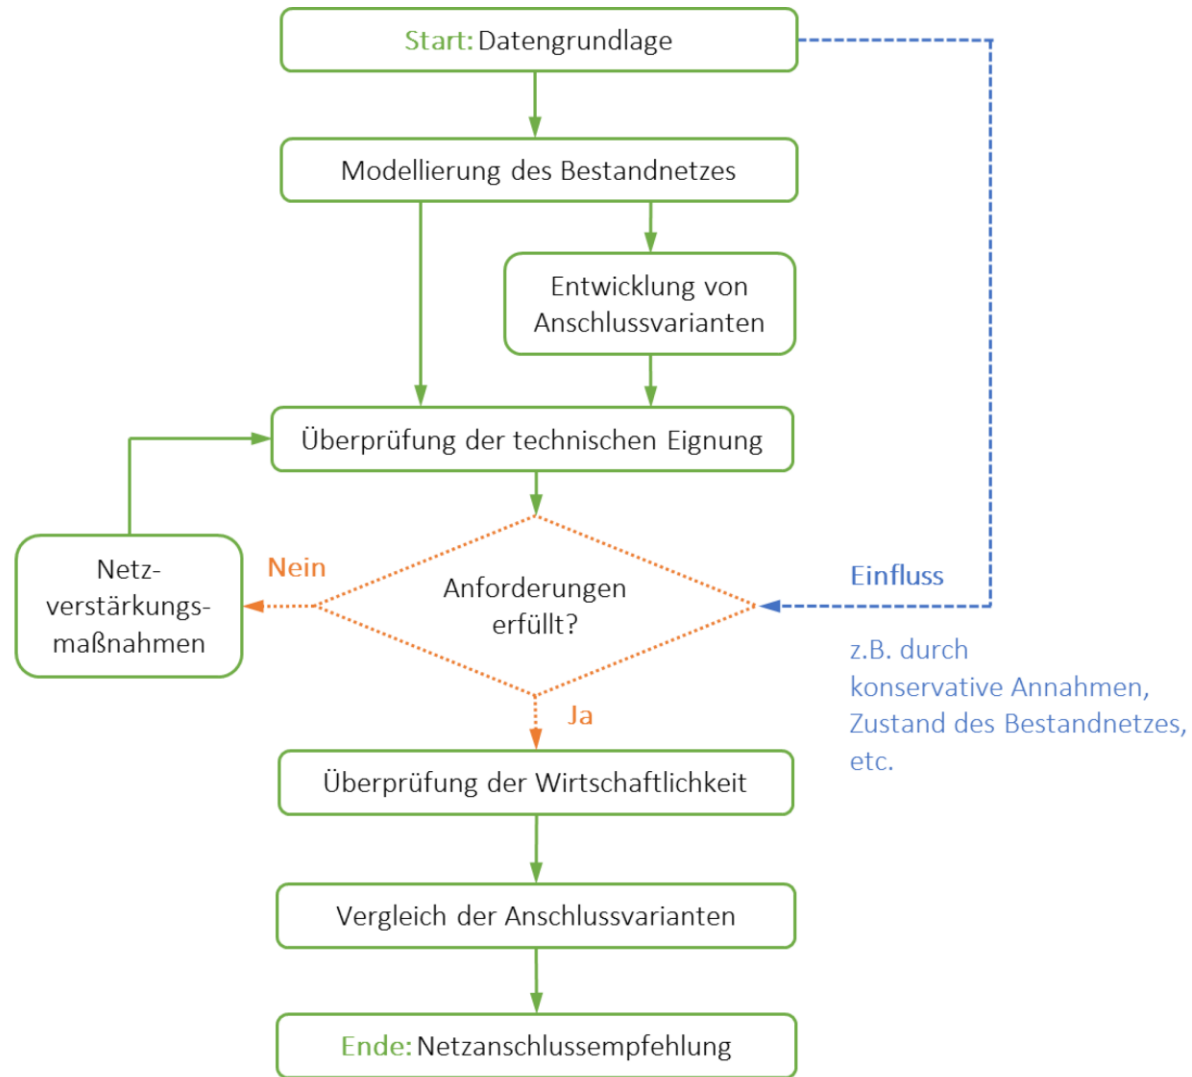 Start: Datengrundlage
Modellierung des Bestandnetzes
Entwicklung von
Anschlussvarianten
Überprüfung der technischen Eignung
Netz-
verstärkungs-
maßnahmen
Nein
Anforderungen
erfüllt?
Einfluss
z.B. durch
konservative Annahmen,
Zustand des Bestandnetzes,
etc.
Ja
Überprüfung der Wirtschaftlichkeit
Vergleich der Anschlussvarianten
Ende: Netzanschlussempfehlung